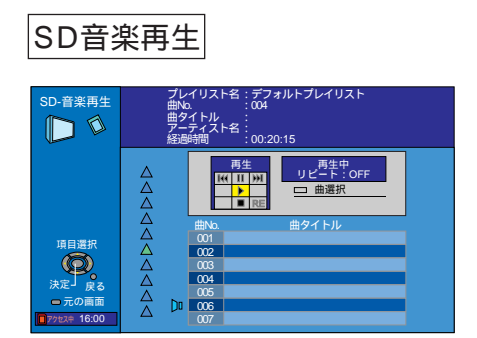 SD音楽再生
SD-音楽再生
プレイリスト名：デフォルトプレイリスト
曲No. ：004
曲タイトル ：
アーティスト名：
経過時間 ：00:20:15
再生
RE
再生中
リピート：OFF
曲選択
曲No. 曲タイトル
001
002
003
004
005
006
007
項目選択
決定 戻る
元の画面
アクセス中 16:00